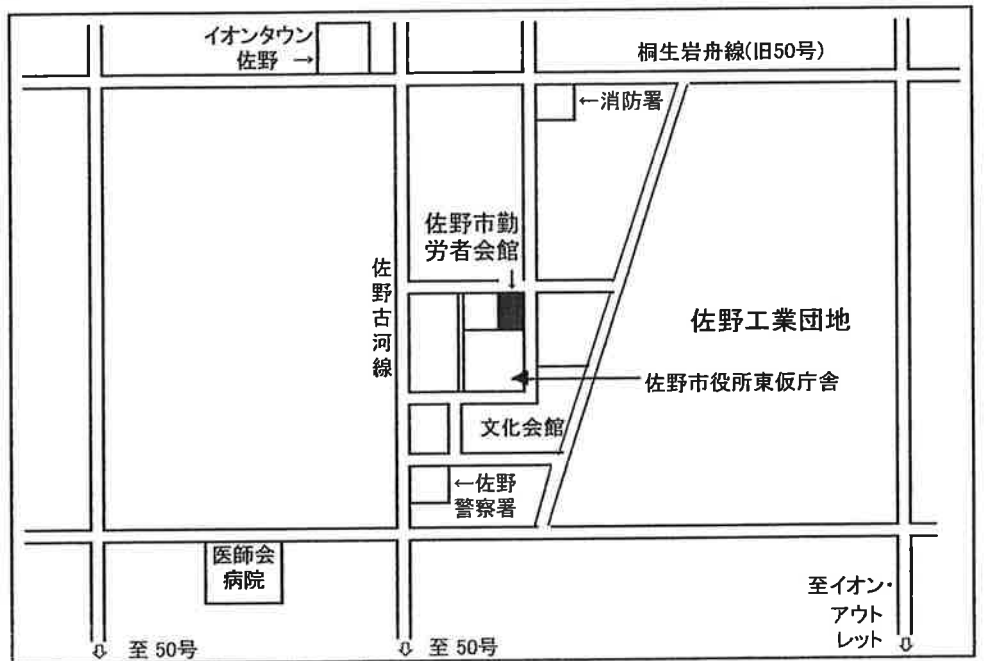 イオンタウン
佐野 →
桐生岩舟線(旧50号)
←消防署
佐野市勤
労者会館
↓
佐野古河線
佐野工業団地
佐野市役所東仮庁舎
文化会館
←佐野
警察署
医師会
病院
至イオン・
アウト
レット
至 50号
至 50号